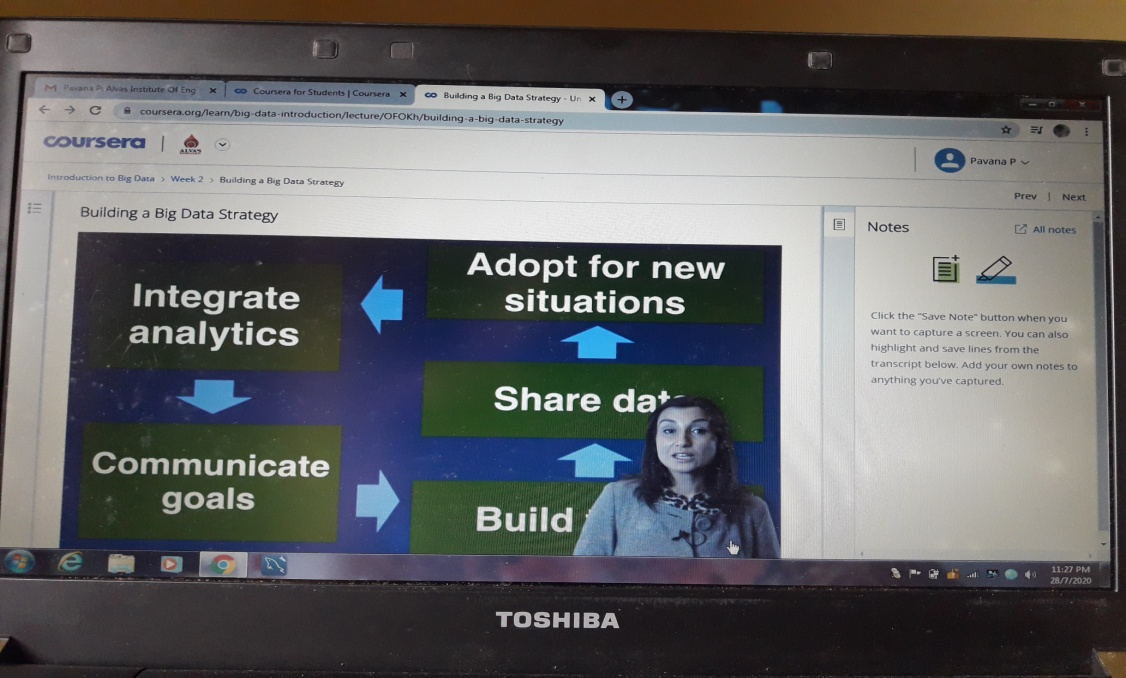 Pavana P, Alvas Institute Of Eng
Coursera for Students | Coursera
Building a Big Data Strategy - Un
coursera.org/learn/big-data-introduction/lecture/OFOKh/building-a-big-data-strategy
coursera
ALVA'S
Pavana P
Introduction to Big Data > Week 2 > Building a Big Data Strategy
Prev | Next
Building a Big Data Strategy
Notes
All notes
Click the "Save Note" button when you
want to capture a screen. You can also
highlight and save lines from the
transcript below. Add your own notes to
anything you've captured.
Integrate
analytics
Adopt for new
situations
Share data
Communicate
goals
Build
11:27 PM
28/7/2020
TOSHIBA